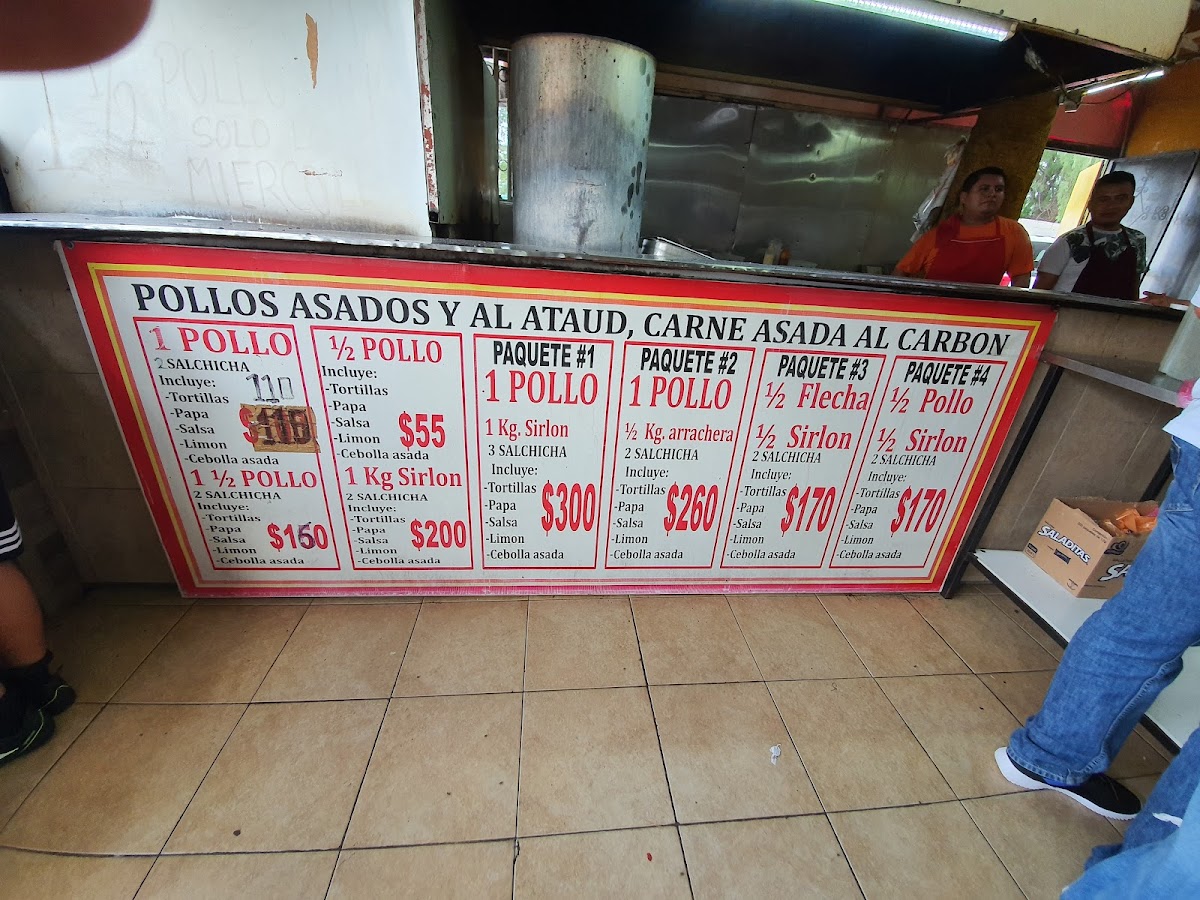 ½ POLLO
SOLO
MIERCOL
POLLOS ASADOS Y AL ATAUD, CARNE ASADA AL CARBON
1 POLLO
2 SALCHICHA
Incluye:
-Tortillas
-Papa
-Salsa
-Limon
-Cebolla asada
110
$110
1 ½ POLLO
2 SALCHICHA
Incluye:
-Tortillas
-Papa
-Salsa
-Limon
-Cebolla asada
$150
½ POLLO
Incluye:
-Tortillas
-Papa
-Salsa
-Limon
-Cebolla asada
$55
1 Kg Sirlon
2 SALCHICHA
Incluye:
-Tortillas
-Papa
-Salsa
-Limon
-Cebolla asada
$200
PAQUETE #1
1 POLLO
1 Kg. Sirlon
3 SALCHICHA
Incluye:
-Tortillas
-Papa
-Salsa
-Limon
-Cebolla asada
$300
PAQUETE #2
1 POLLO
½ Kg. arrachera
2 SALCHICHA
Incluye:
-Tortillas
-Papa
-Salsa
-Limon
-Cebolla asada
$260
PAQUETE #3
½ Flecha
½ Sirlon
2 SALCHICHA
Incluye:
-Tortillas
-Papa
-Salsa
-Limon
-Cebolla asada
$170
PAQUETE #4
½ Pollo
½ Sirlon
2 SALCHICHA
Incluye:
-Tortillas
-Papa
-Salsa
-Limon
-Cebolla asada
$170
SALADITAS